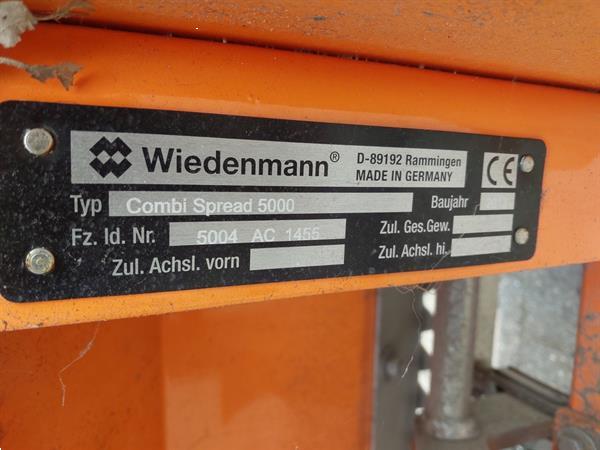 Wiedenmann®
D-89192 Rammingen
MADE IN GERMANY
CE
Typ Combi Spread 5000 Baujahr
Fz. Id. Nr. 5004 AC 1455 Zul. Ges.Gew.
Zul. Achsl. vorn Zul. Achsl. hi.